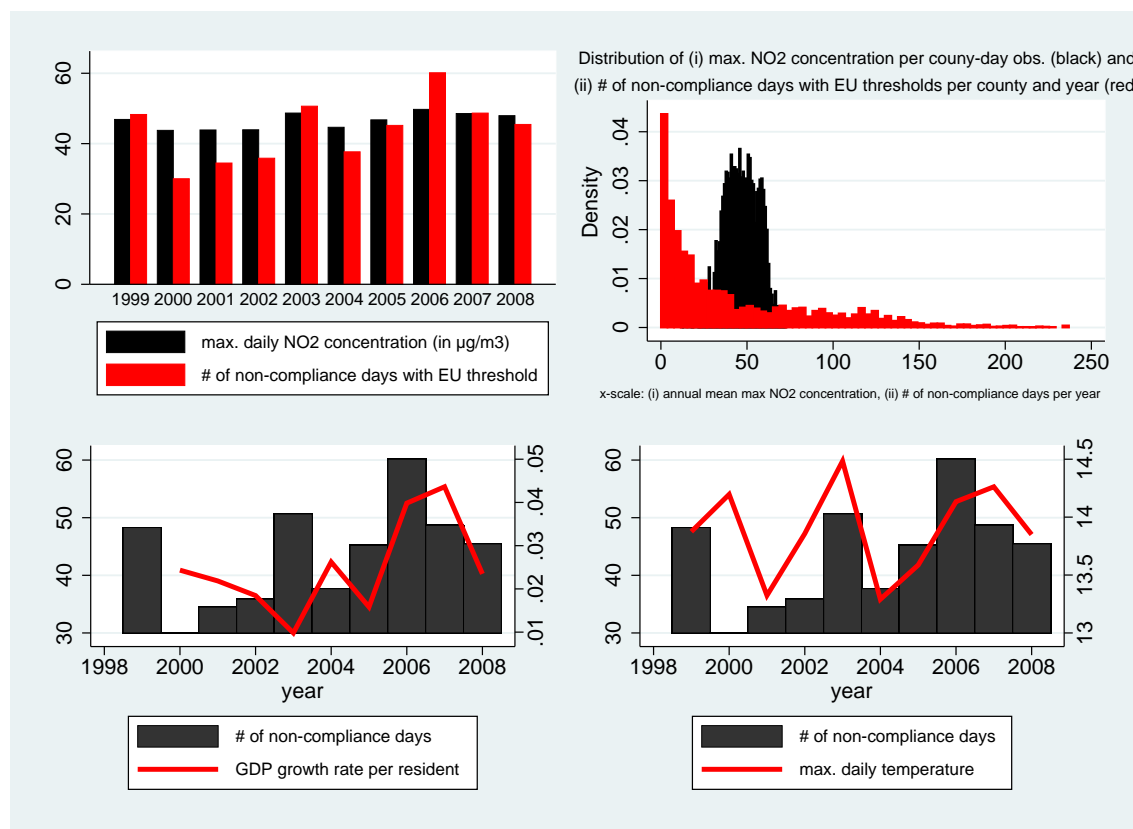 0 20 40 60
1999 2000 2001 2002 2003 2004 2005 2006 2007 2008
max. daily NO2 concentration (in µg/m3)
# of non-compliance days with EU threshold
Distribution of (i) max. NO2 concentration per couny-day obs. (black) and
(ii) # of non-compliance days with EU thresholds per county and year (red
Density
0 .01 .02 .03 .04
0 50 100 150 200 250
x-scale: (i) annual mean max NO2 concentration, (ii) # of non-compliance days per year
30 40 50 60
.01 .02 .03 .04 .05
1998 2000 2002 2004 2006 2008
year
# of non-compliance days
GDP growth rate per resident
30 40 50 60
13 13.5 14 14.5
1998 2000 2002 2004 2006 2008
year
# of non-compliance days
max. daily temperature